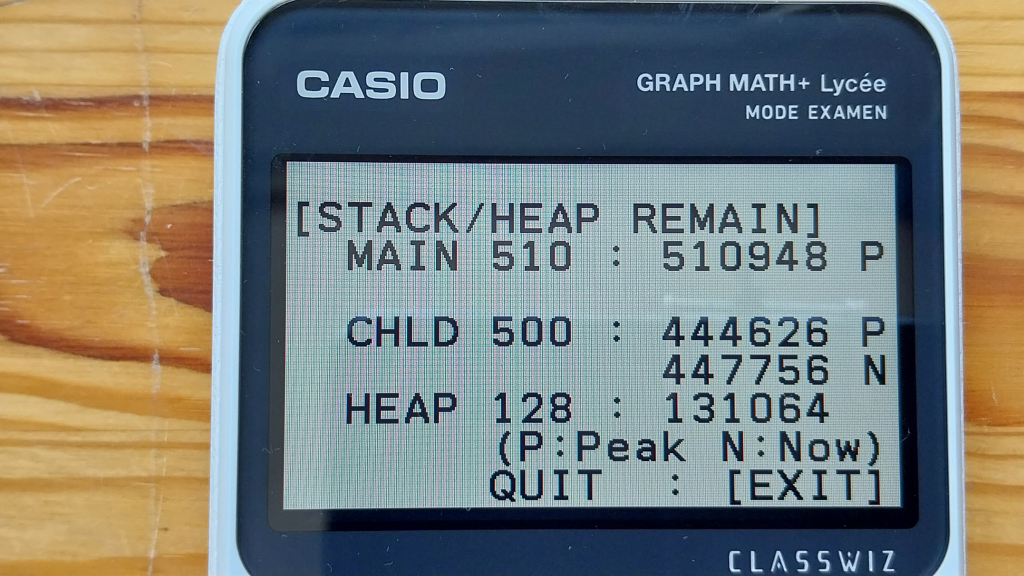 CASIO
GRAPH MATH+ Lycée
MODE EXAMEN
[STACK/HEAP REMAIN]
MAIN 510 : 510948 P
CHLD 500 : 444626 P
447756 N
HEAP 128 : 131064
(P:Peak N:Now)
QUIT : [EXIT]
CLASSWIZ